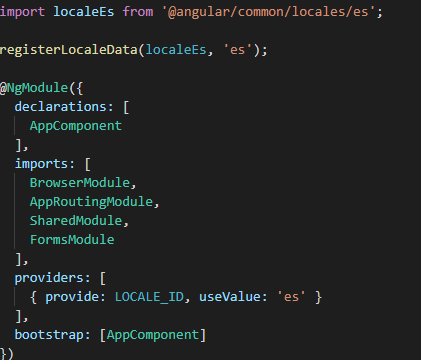 import localeEs from '@angular/common/locales/es';
registerLocaleData(localeEs, 'es');
@NgModule({
declarations: [
AppComponent
],
imports: [
BrowserModule,
AppRoutingModule,
SharedModule,
FormsModule
],
providers: [
{ provide: LOCALE_ID, useValue: 'es' }
],
bootstrap: [AppComponent]
})